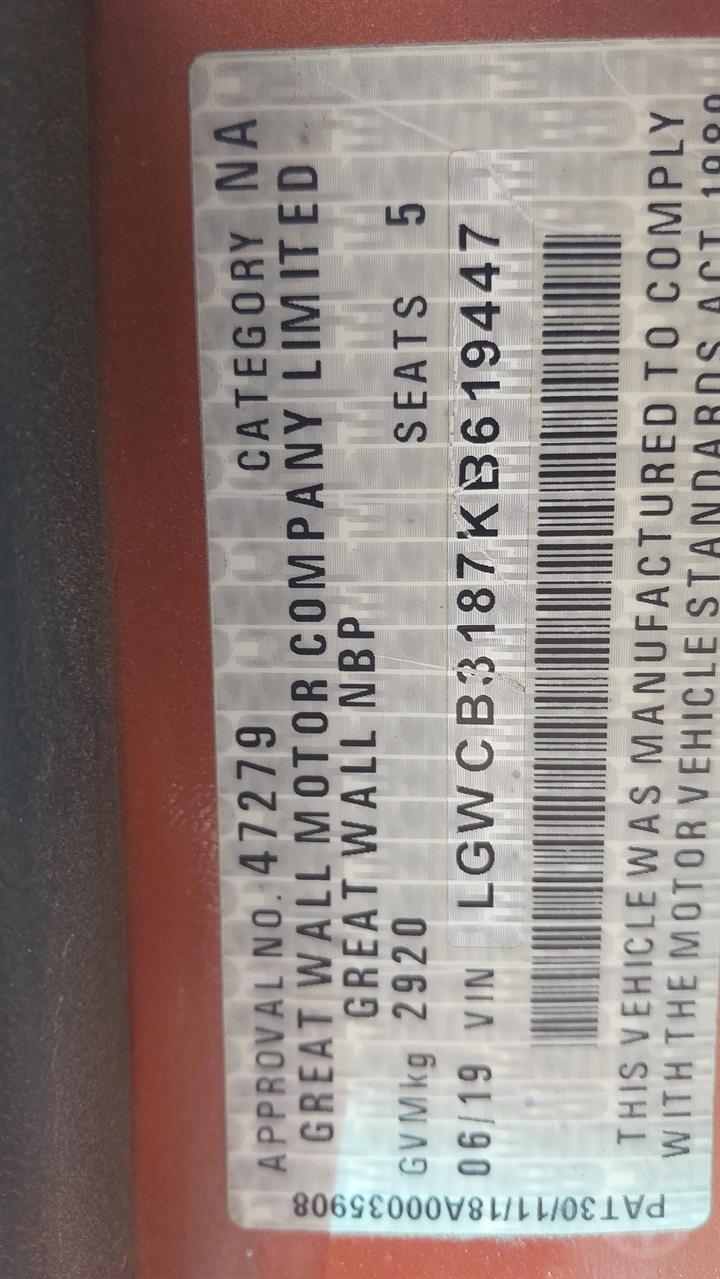 APPROVAL NO. 47279 CATEGORY NA
GREAT WALL MOTOR COMPANY LIMITED
GREAT WALL NBP
GVMkg 2920 SEATS 5
06/19 VIN LGWCB3187KB619447
THIS VEHICLE WAS MANUFACTURED TO COMPLY
WITH THE MOTOR VEHICLE STANDARDS ACT 1989
PAT30/11/18A00035908